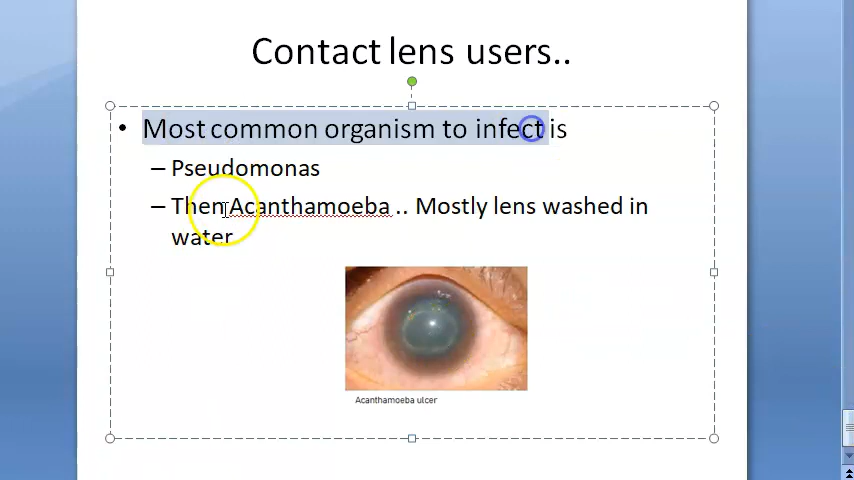 Contact lens users..
• Most common organism to infect is
– Pseudomonas
– Then Acanthamoeba .. Mostly lens washed in
water
Acanthamoeba ulcer